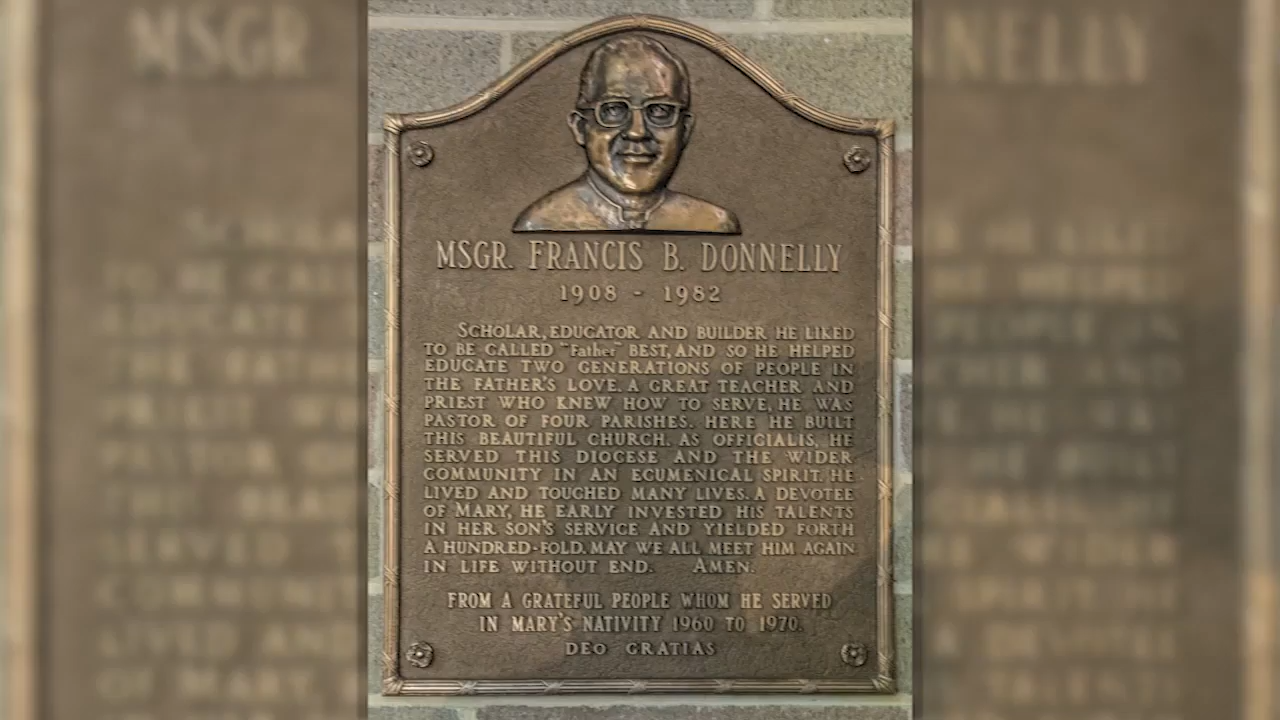 MSGR. FRANCIS B. DONNELLY
1908 - 1982
SCHOLAR, EDUCATOR AND BUILDER HE LIKED
TO BE CALLED "Father" BEST, AND SO HE HELPED
EDUCATE TWO GENERATIONS OF PEOPLE IN
THE FATHER'S LOVE. A GREAT TEACHER AND
PRIEST WHO KNEW HOW TO SERVE, HE WAS
PASTOR OF FOUR PARISHES. HERE HE BUILT
THIS BEAUTIFUL CHURCH. AS OFFICIALIS, HE
SERVED THIS DIOCESE AND THE WIDER
COMMUNITY IN AN ECUMENICAL SPIRIT. HE
LIVED AND TOUCHED MANY LIVES. A DEVOTEE
OF MARY, HE EARLY INVESTED HIS TALENTS
IN HER SON'S SERVICE AND YIELDED FORTH
A HUNDRED-FOLD. MAY WE ALL MEET HIM AGAIN
IN LIFE WITHOUT END. AMEN.
FROM A GRATEFUL PEOPLE WHOM HE SERVED
IN MARY'S NATIVITY 1960 TO 1970.
DEO GRATIAS